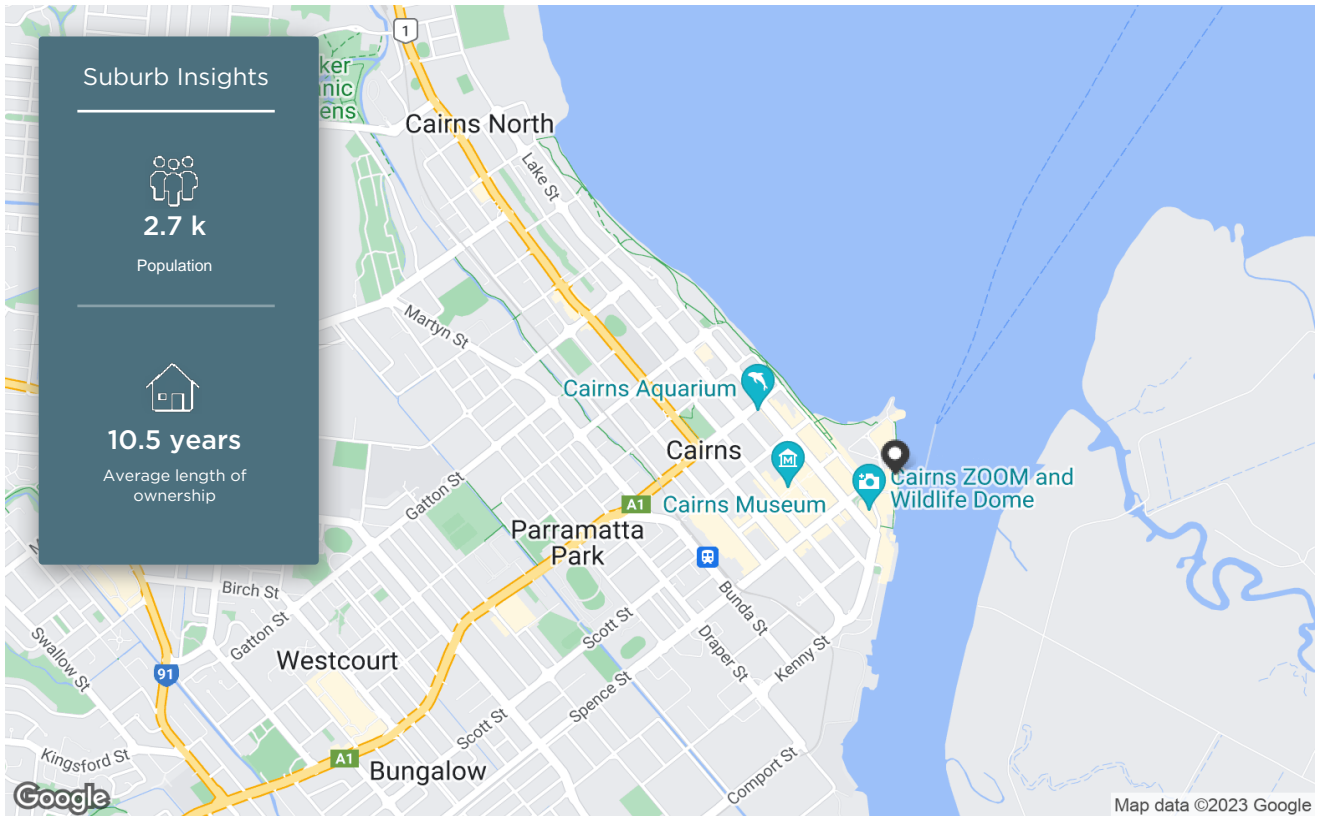 Suburb Insights
2.7 k
Population
10.5 years
Average length of
ownership
1
ker
nic
ens
Cairns North
Lake St
Martyn St
Cairns Aquarium
Cairns
M
Cairns Museum
Cairns ZOOM and
Wildlife Dome
A1
Gatton St
Parramatta
Park
Birch St
Gatton St
Bunda St
Scott St
Draper St
Kenny St
Swallow St
Westcourt
91
Spence St
Scott St
Kingsford St
A1
Bungalow
Comport St
Google
Map data ©2023 Google